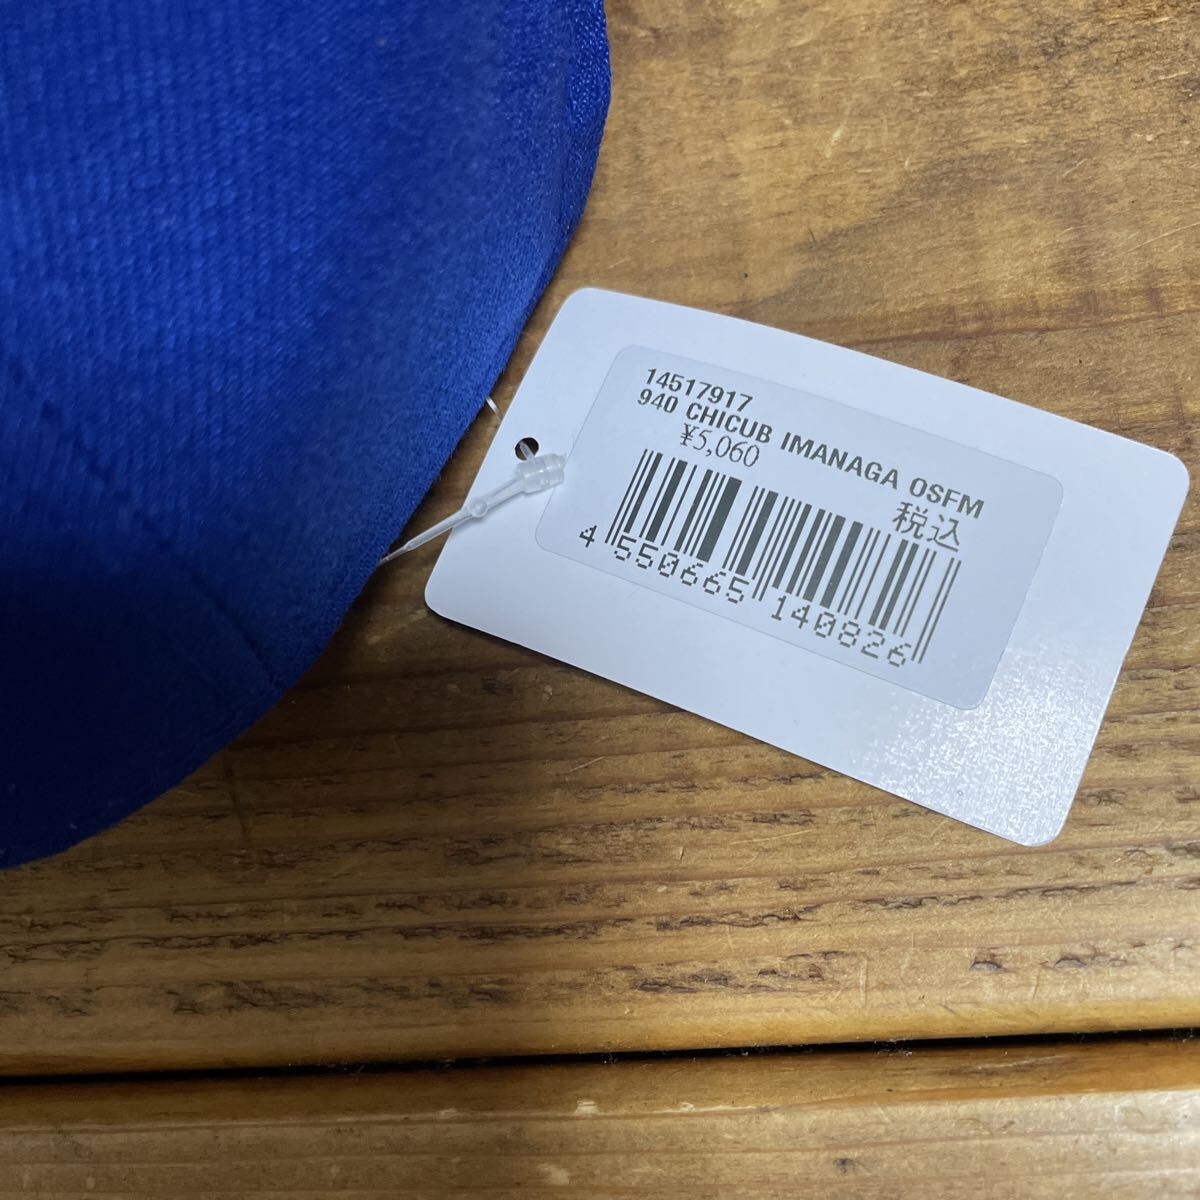 14517917
940 CHICUB IMANAGA OSFM
¥5,060
税込
4 550665 140826